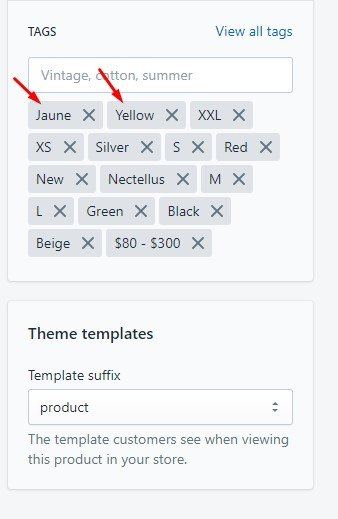 TAGS View all tags
Vintage, cotton, summer
Jaune Yellow XXL
XS Silver S Red
New Nectellus M
L Green Black
Beige $80 - $300
Theme templates
Template suffix
product
The template customers see when viewing
this product in your store.